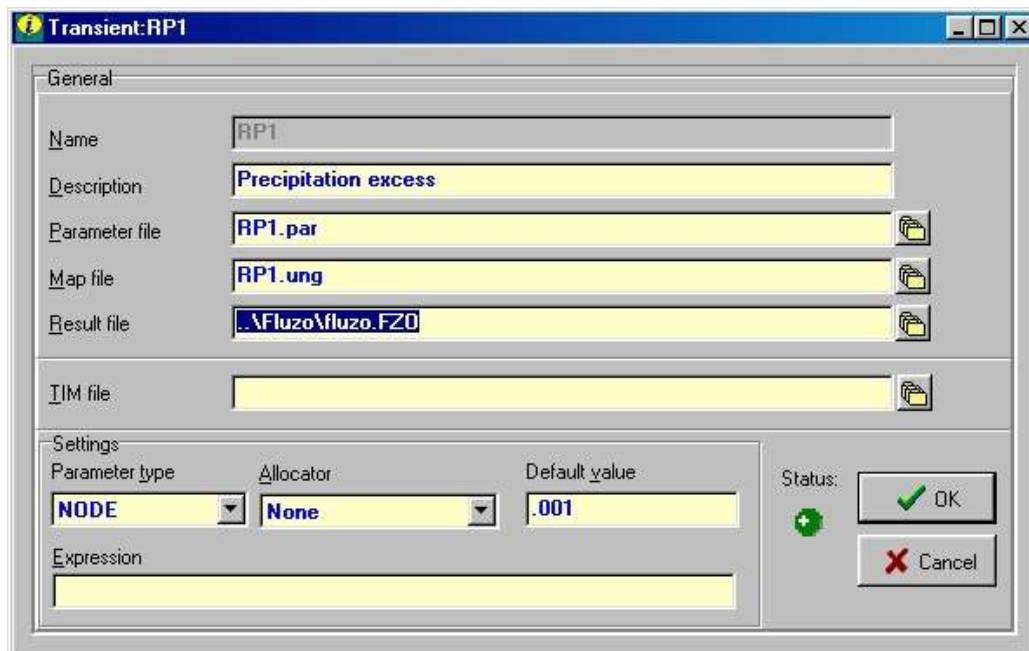 Transient:RP1
General
Name RP1
Description Precipitation excess
Parameter file RP1.par
Map file RP1.ung
Result file ..\Fluzo\fluzo.FZO
TIM file
Settings
Parameter type Allocator Default value Status:
NODE None .001 OK
Expression Cancel